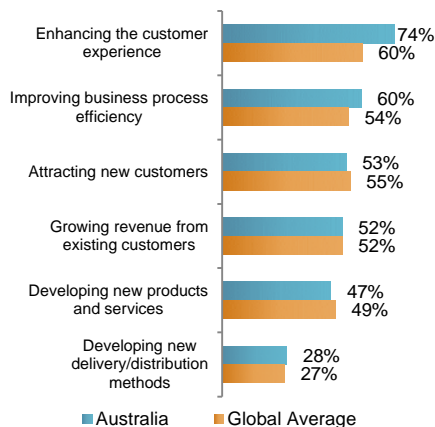 Enhancing the customer
experience
74%
60%
Improving business process
efficiency
60%
54%
Attracting new customers
53%
55%
Growing revenue from
existing customers
52%
52%
Developing new products
and services
47%
49%
Developing new
delivery/distribution
methods
28%
27%
Australia
Global Average